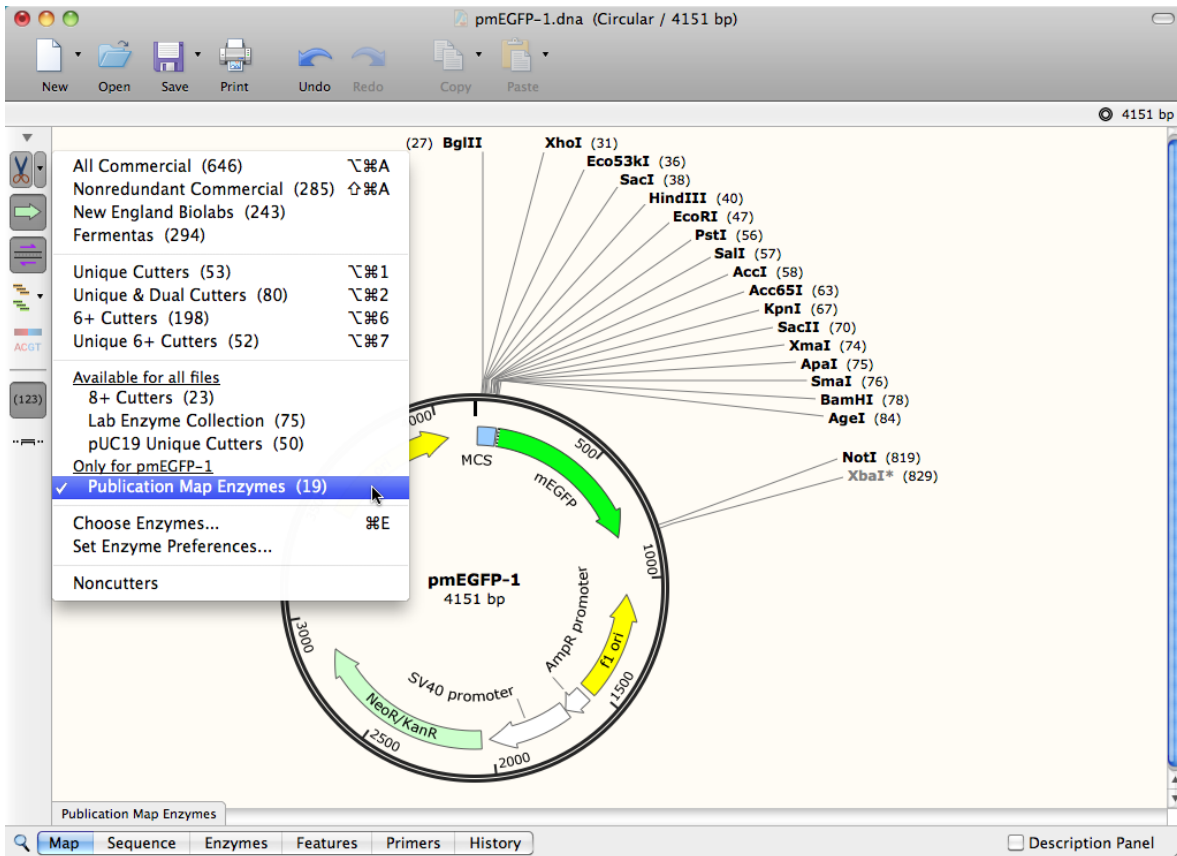 pmEGFP-1.dna (Circular / 4151 bp)
New Open Save Print Undo Redo Copy Paste
4151 bp
All Commercial (646) ⌥⌘A
Nonredundant Commercial (285) ⇧⌘A
New England Biolabs (243)
Fermentas (294)
Unique Cutters (53) ⌥⌘1
Unique & Dual Cutters (80) ⌥⌘2
6+ Cutters (198) ⌥⌘6
Unique 6+ Cutters (52) ⌥⌘7
Available for all files
8+ Cutters (23)
Lab Enzyme Collection (75)
pUC19 Unique Cutters (50)
Only for pmEGFP-1
✓ Publication Map Enzymes (19)
Choose Enzymes... ⌘E
Set Enzyme Preferences...
Noncutters
ACGT
(123)
(27) BglII
XhoI (31)
Eco53kI (36)
SacI (38)
HindIII (40)
EcoRI (47)
PstI (56)
SalI (57)
AccI (58)
Acc65I (63)
KpnI (67)
SacII (70)
XmaI (74)
ApaI (75)
SmaI (76)
BamHI (78)
AgeI (84)
NotI (819)
XbaI* (829)
MCS
mEGFP
500
1000
1500
2000
2500
3000
pmEGFP-1
4151 bp
AmpR promoter
f1 ori
SV40 promoter
NeoR/KanR
Publication Map Enzymes
Map Sequence Enzymes Features Primers History
Description Panel